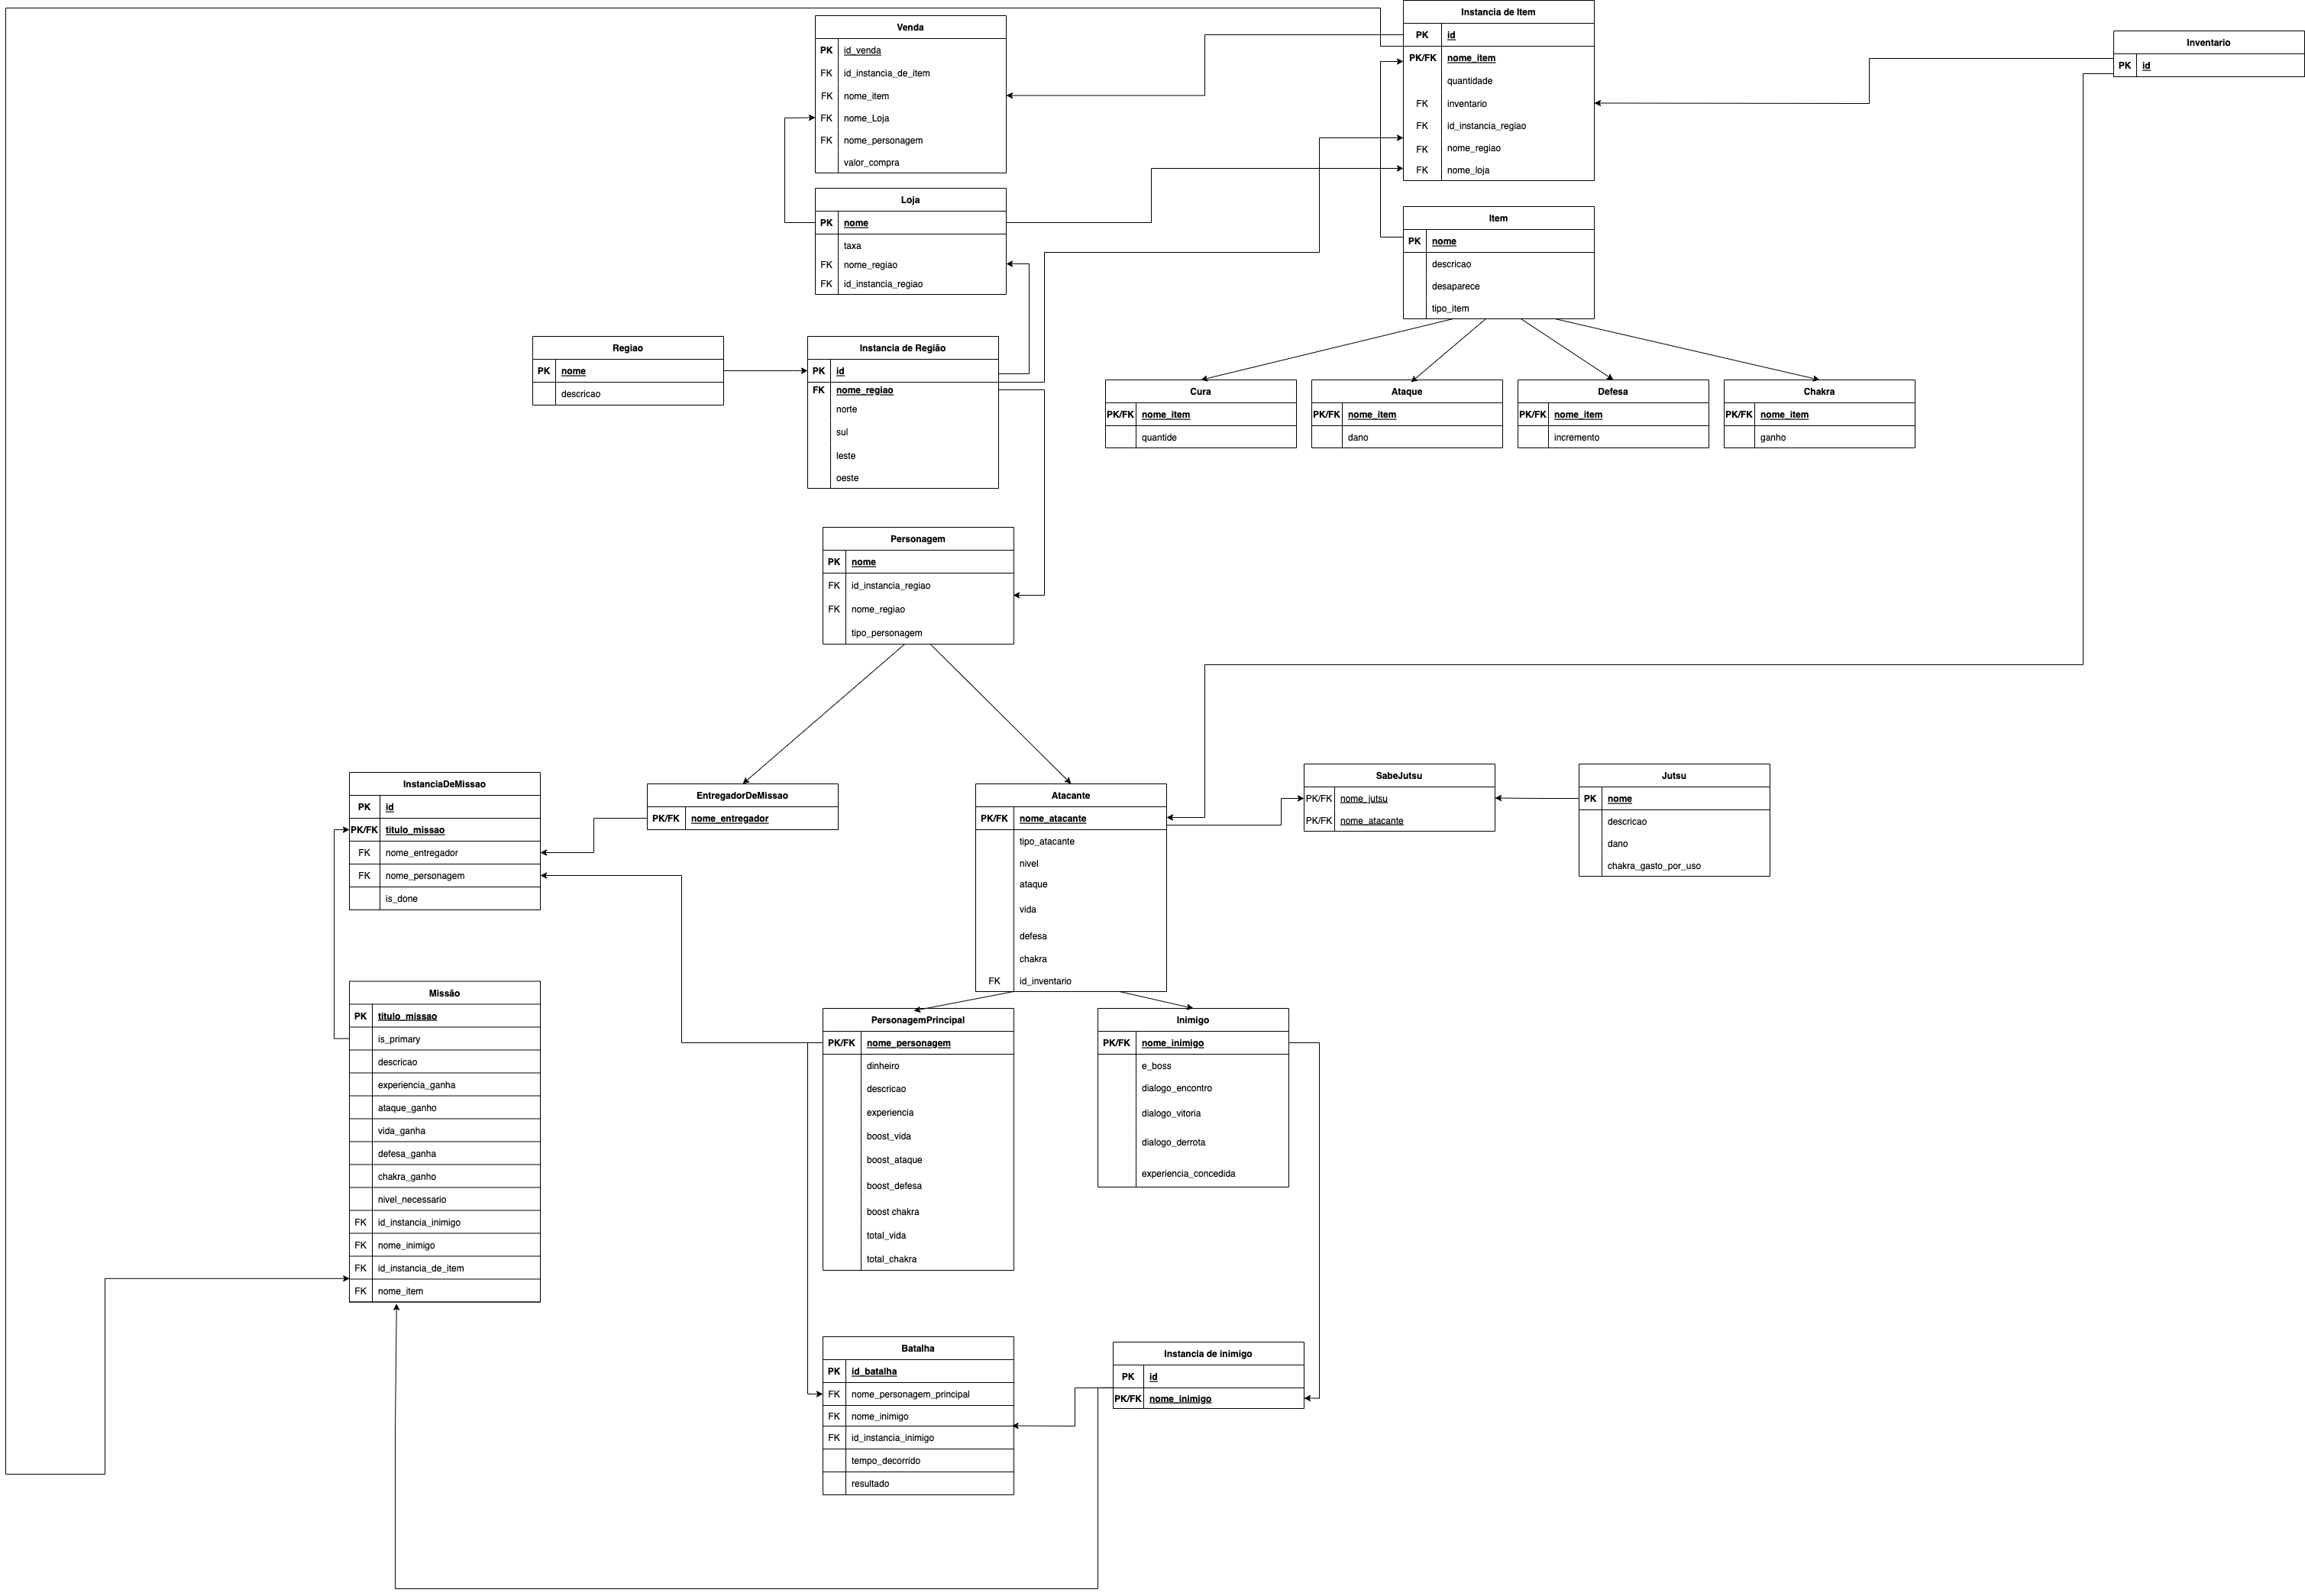 Venda
PK id_venda
FK id_instancia_de_item
FK nome_item
FK nome_Loja
FK nome_personagem
valor_compra
Instancia de Item
PK id
PK/FK nome_item
quantidade
FK inventario
FK id_instancia_regiao
FK nome_regiao
FK nome_loja
Inventario
PK id
Loja
PK nome
taxa
FK nome_regiao
FK id_instancia_regiao
Item
PK nome
descricao
desaparece
tipo_item
Regiao
PK nome
descricao
Instancia de Região
PK id
FK nome_regiao
norte
sul
leste
oeste
Cura
PK/FK nome_item
quantide
Ataque
PK/FK nome_item
dano
Defesa
PK/FK nome_item
incremento
Chakra
PK/FK nome_item
ganho
Personagem
PK nome
FK id_instancia_regiao
FK nome_regiao
tipo_personagem
InstanciaDeMissao
PK id
PK/FK titulo_missao
FK nome_entregador
FK nome_personagem
is_done
EntregadorDeMissao
PK/FK nome_entregador
Atacante
PK/FK nome_atacante
tipo_atacante
nivel
ataque
vida
defesa
chakra
FK id_inventario
SabeJutsu
PK/FK nome_jutsu
PK/FK nome_atacante
Jutsu
PK nome
descricao
dano
chakra_gasto_por_uso
Missão
PK titulo_missao
is_primary
descricao
experiencia_ganha
ataque_ganho
vida_ganha
defesa_ganha
chakra_ganho
nivel_necessario
FK id_instancia_inimigo
FK nome_inimigo
FK id_instancia_de_item
FK nome_item
PersonagemPrincipal
PK/FK nome_personagem
dinheiro
descricao
experiencia
boost_vida
boost_ataque
boost_defesa
boost chakra
total_vida
total_chakra
Inimigo
PK/FK nome_inimigo
e_boss
dialogo_encontro
dialogo_vitoria
dialogo_derrota
experiencia_concedida
Batalha
PK id_batalha
FK nome_personagem_principal
FK nome_inimigo
FK id_instancia_inimigo
tempo_decorrido
resultado
Instancia de inimigo
PK id
PK/FK nome_inimigo